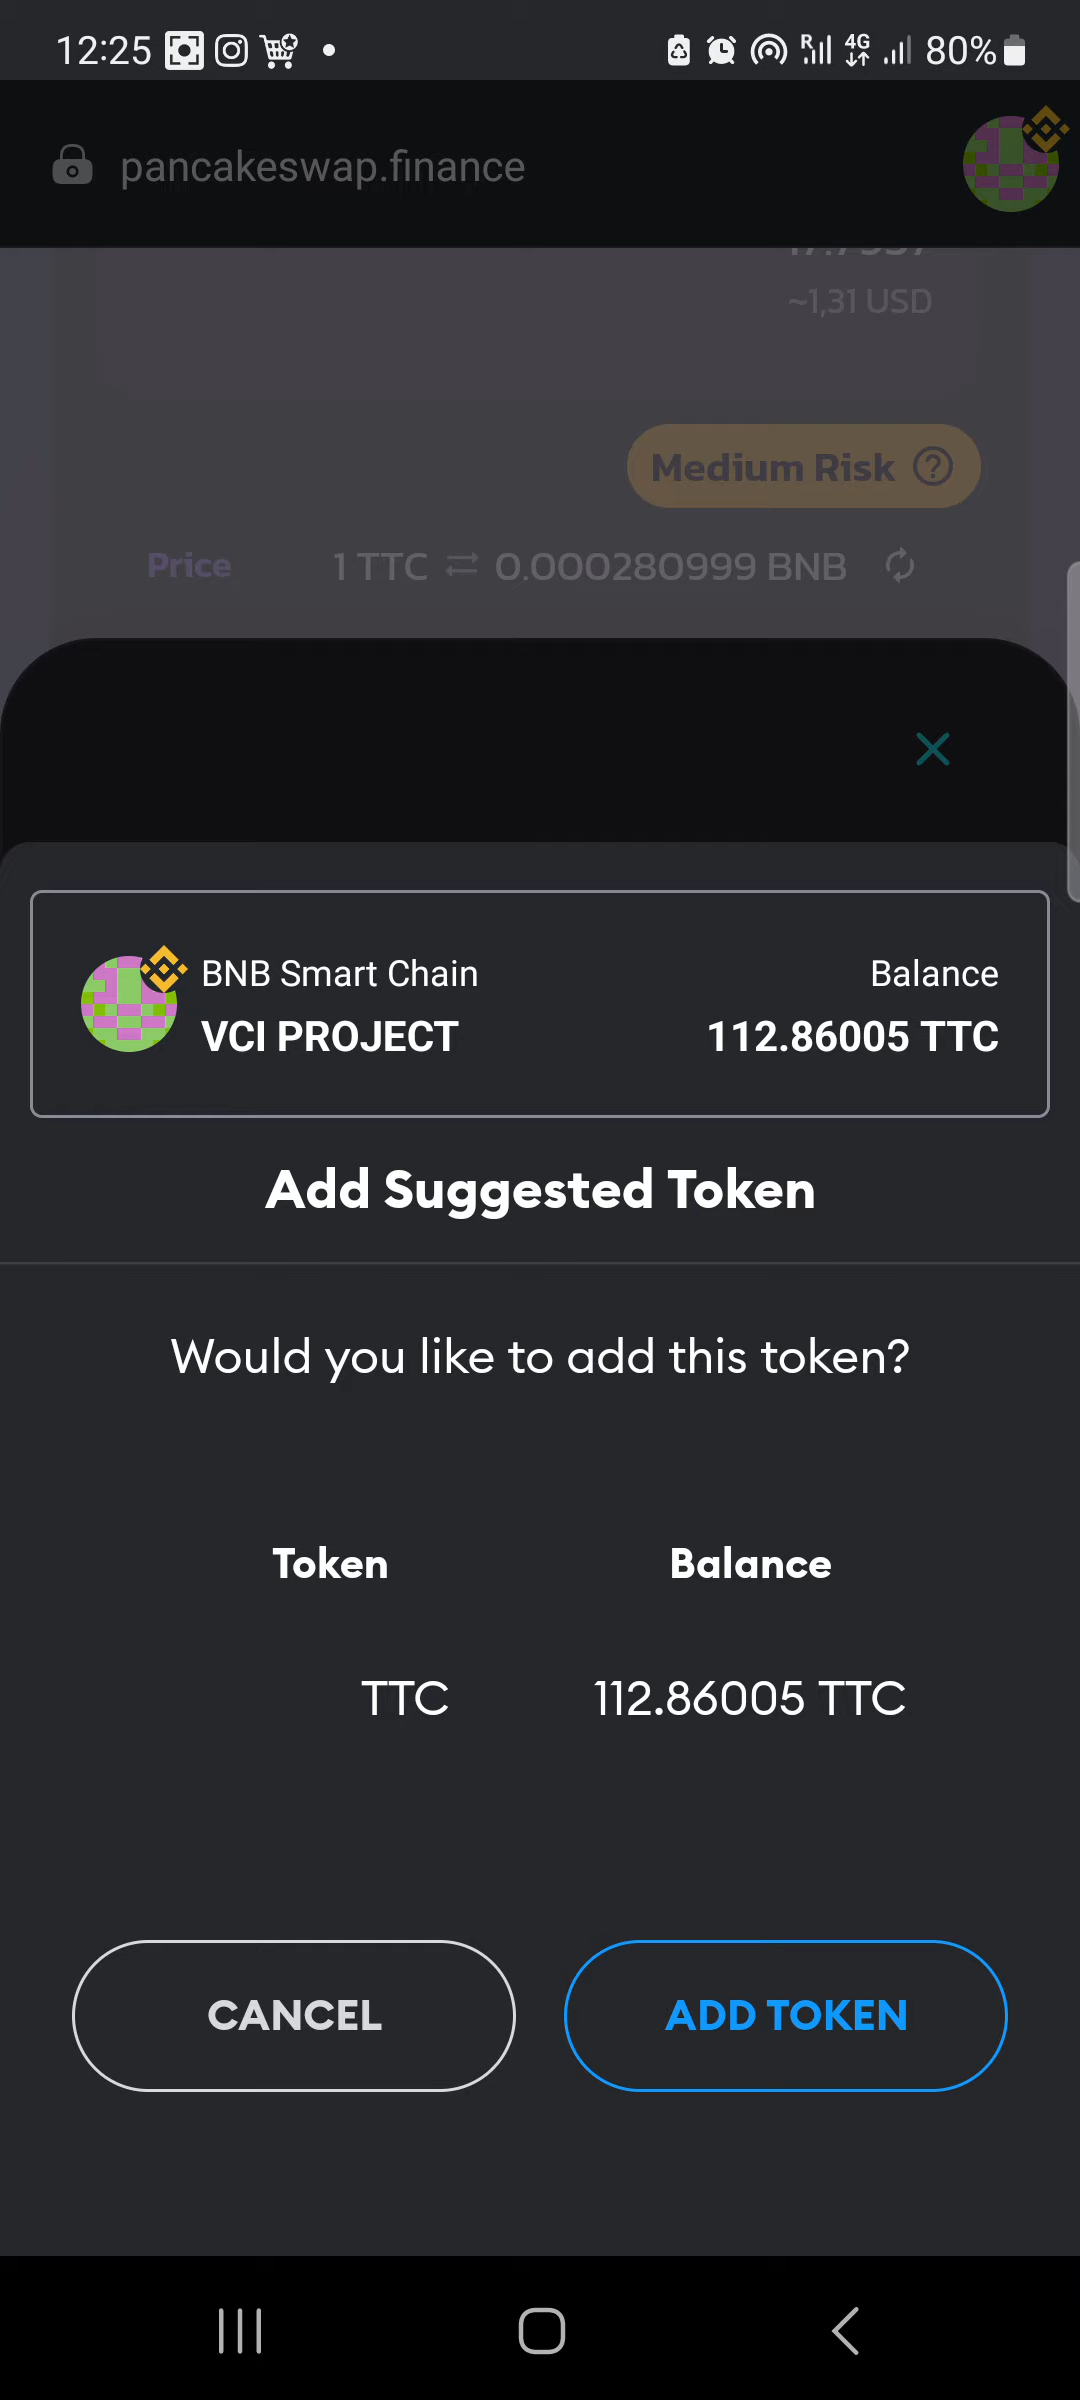 12:25
4G
R
80%
pancakeswap.finance
~1,31 USD
Medium Risk
Price 1 TTC 0.000280999 BNB
BNB Smart Chain Balance
VCI PROJECT 112.86005 TTC
Add Suggested Token
Would you like to add this token?
Token Balance
TTC 112.86005 TTC
CANCEL ADD TOKEN